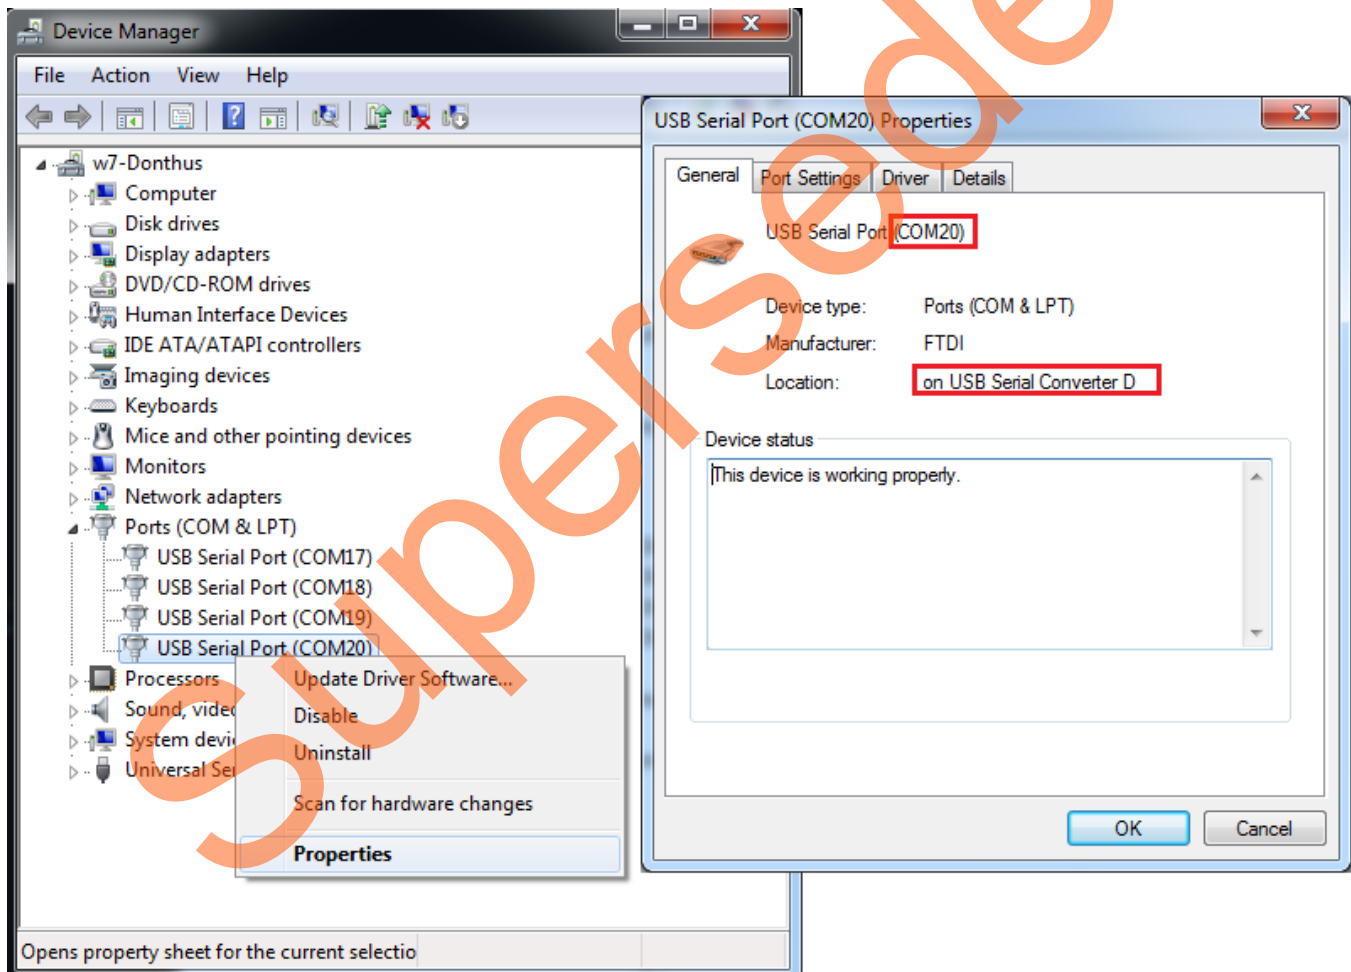 Device Manager
File Action View Help
w7-Donthus
Computer
Disk drives
Display adapters
DVD/CD-ROM drives
Human Interface Devices
IDE ATA/ATAPI controllers
Imaging devices
Keyboards
Mice and other pointing devices
Monitors
Network adapters
Ports (COM & LPT)
USB Serial Port (COM17)
USB Serial Port (COM18)
USB Serial Port (COM19)
USB Serial Port (COM20)
Processors
Sound, video
System devi
Universal Se
Update Driver Software...
Disable
Uninstall
Scan for hardware changes
Properties
Opens property sheet for the current selectio
USB Serial Port (COM20) Properties
General Port Settings Driver Details
USB Serial Port (COM20)
Device type: Ports (COM & LPT)
Manufacturer: FTDI
Location: on USB Serial Converter D
Device status
This device is working properly.
OK Cancel
Supersede